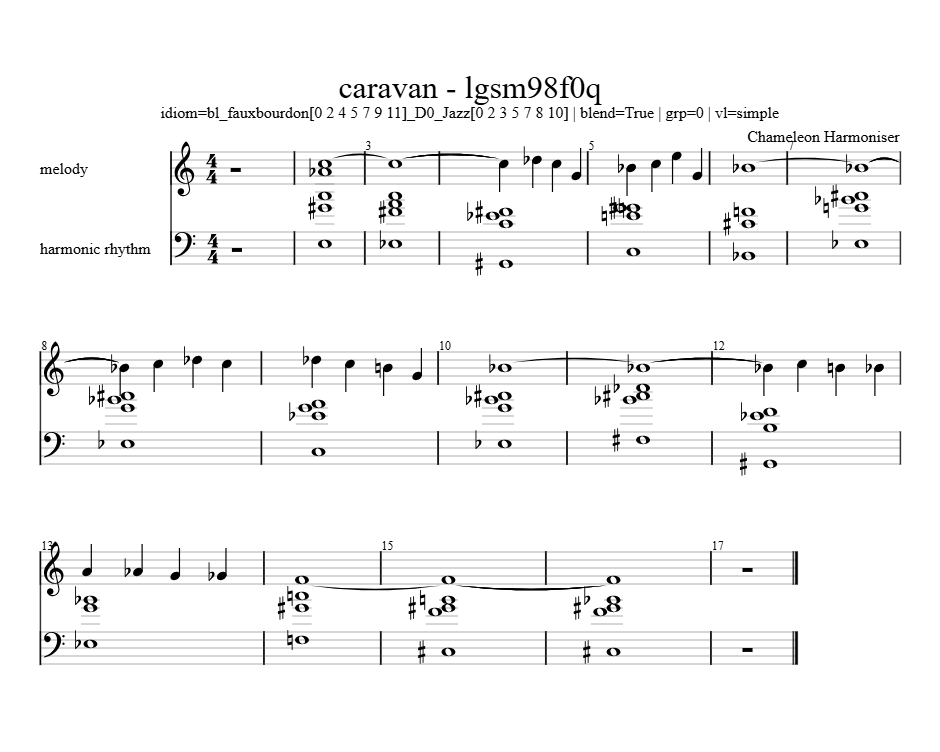 caravan - lgsm98f0q
idiom=bl_fauxbourdon[0 2 4 5 7 9 11]_D0_Jazz[0 2 3 5 7 8 10] | blend=True | grp=0 | vl=simple
Chameleon Harmoniser
melody
3
5
7
harmonic rhythm
8
10
12
13
15
17